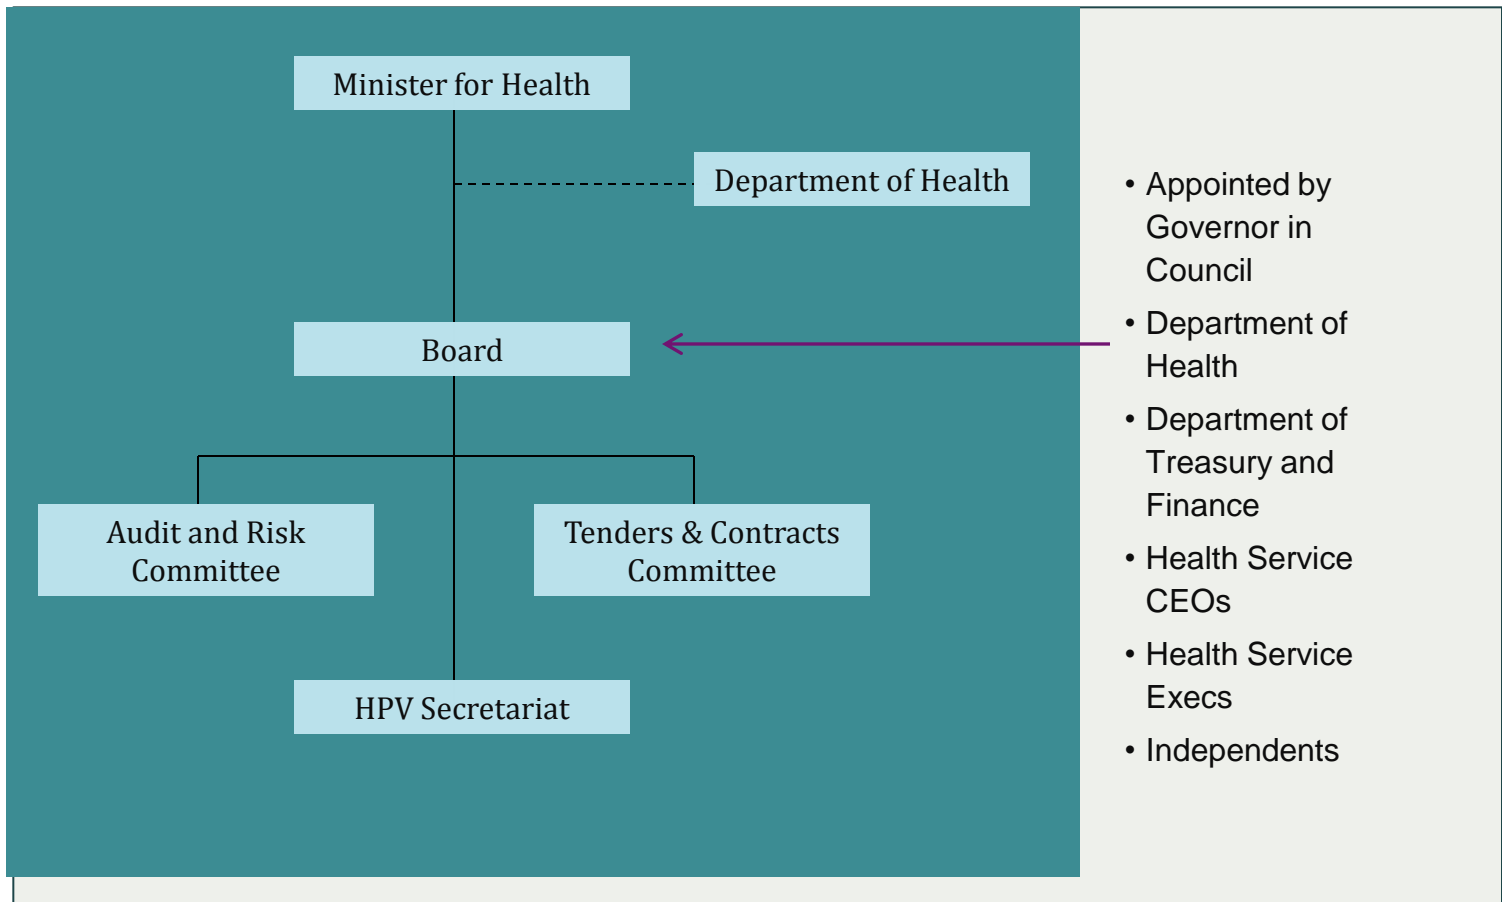 Minister for Health
Department of Health
Board
Audit and Risk
Committee
Tenders & Contracts
Committee
HPV Secretariat
• Appointed by
Governor in
Council
• Department of
Health
• Department of
Treasury and
Finance
• Health Service
CEOs
• Health Service
Execs
• Independents